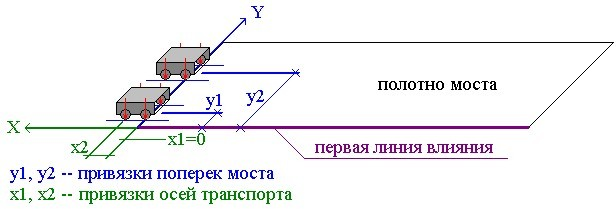 Y
полотно моста
y1
y2
X
x1=0
x2
первая линия влияния
y1, y2 -- привязки поперек моста
x1, x2 -- привязки осей транспорта